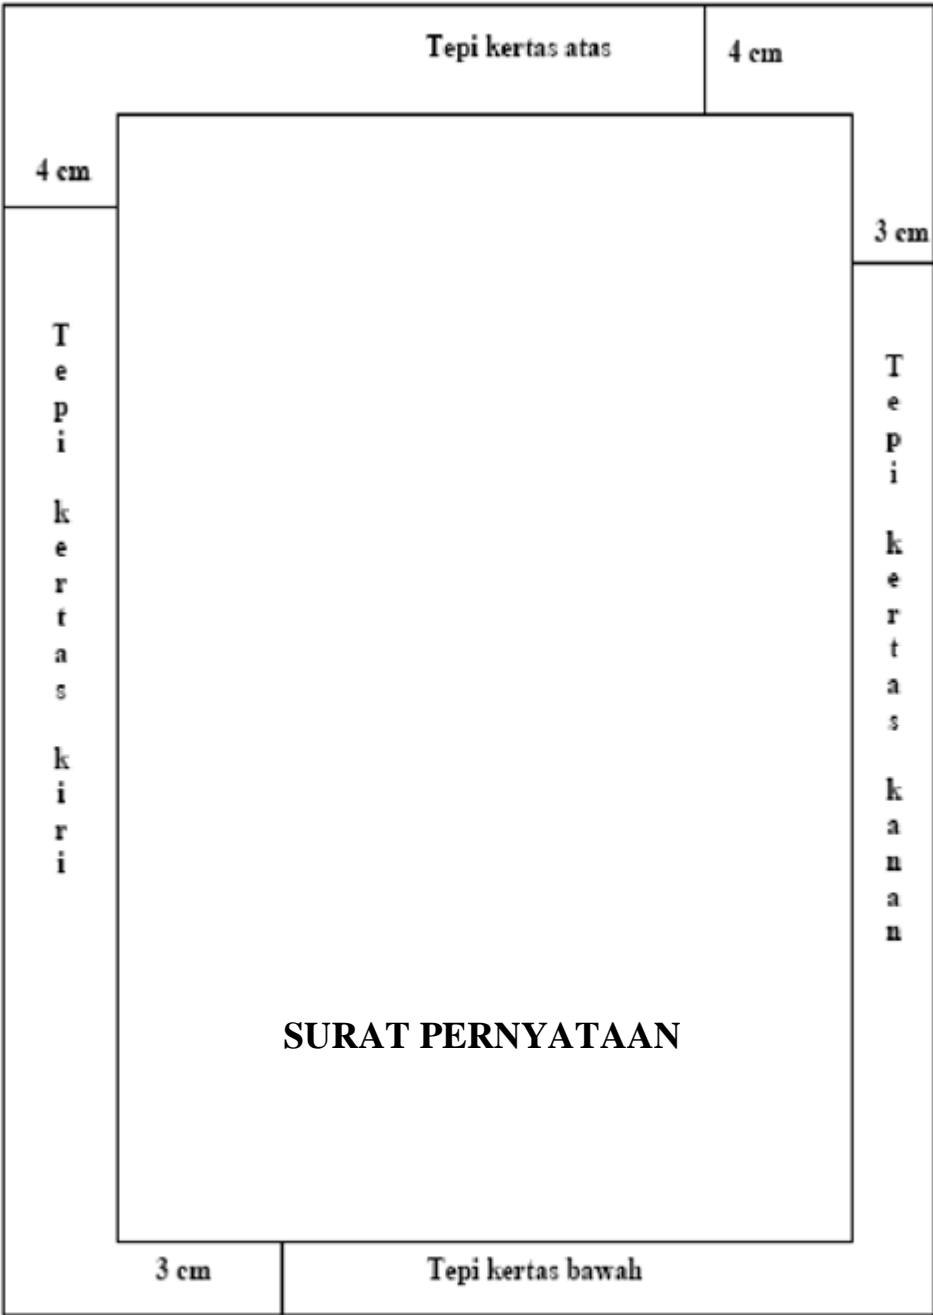 Tepi kertas atas
4 cm
4 cm
3 cm
Tepi kertas kiri
Tepi kertas kanan
SURAT PERNYATAAN
3 cm
Tepi kertas bawah